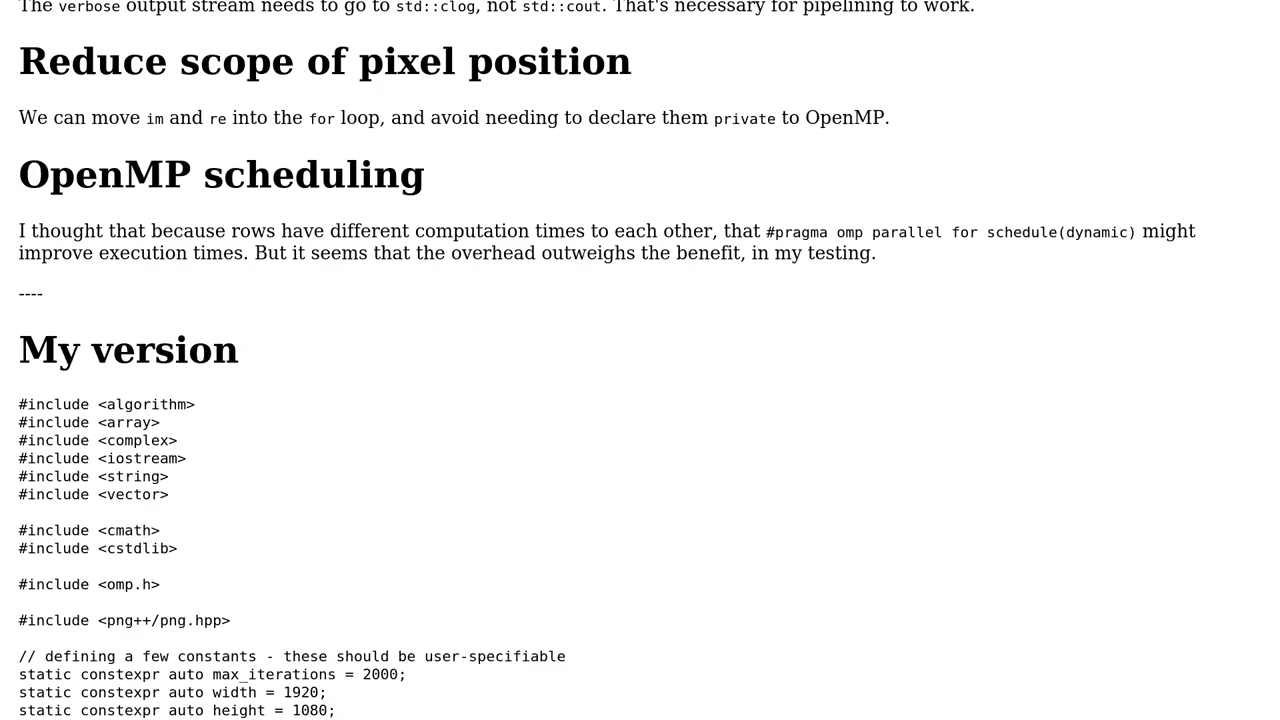 The verbose output stream needs to go to std::clog, not std::cout. That's necessary for pipelining to work.
Reduce scope of pixel position
We can move im and re into the for loop, and avoid needing to declare them private to OpenMP.
OpenMP scheduling
I thought that because rows have different computation times to each other, that #pragma omp parallel for schedule(dynamic) might
improve execution times. But it seems that the overhead outweighs the benefit, in my testing.
----
My version
#include <algorithm>
#include <array>
#include <complex>
#include <iostream>
#include <string>
#include <vector>
#include <cmath>
#include <cstdlib>
#include <omp.h>
#include <png++/png.hpp>
// defining a few constants - these should be user-specifiable
static constexpr auto max_iterations = 2000;
static constexpr auto width = 1920;
static constexpr auto height = 1080;